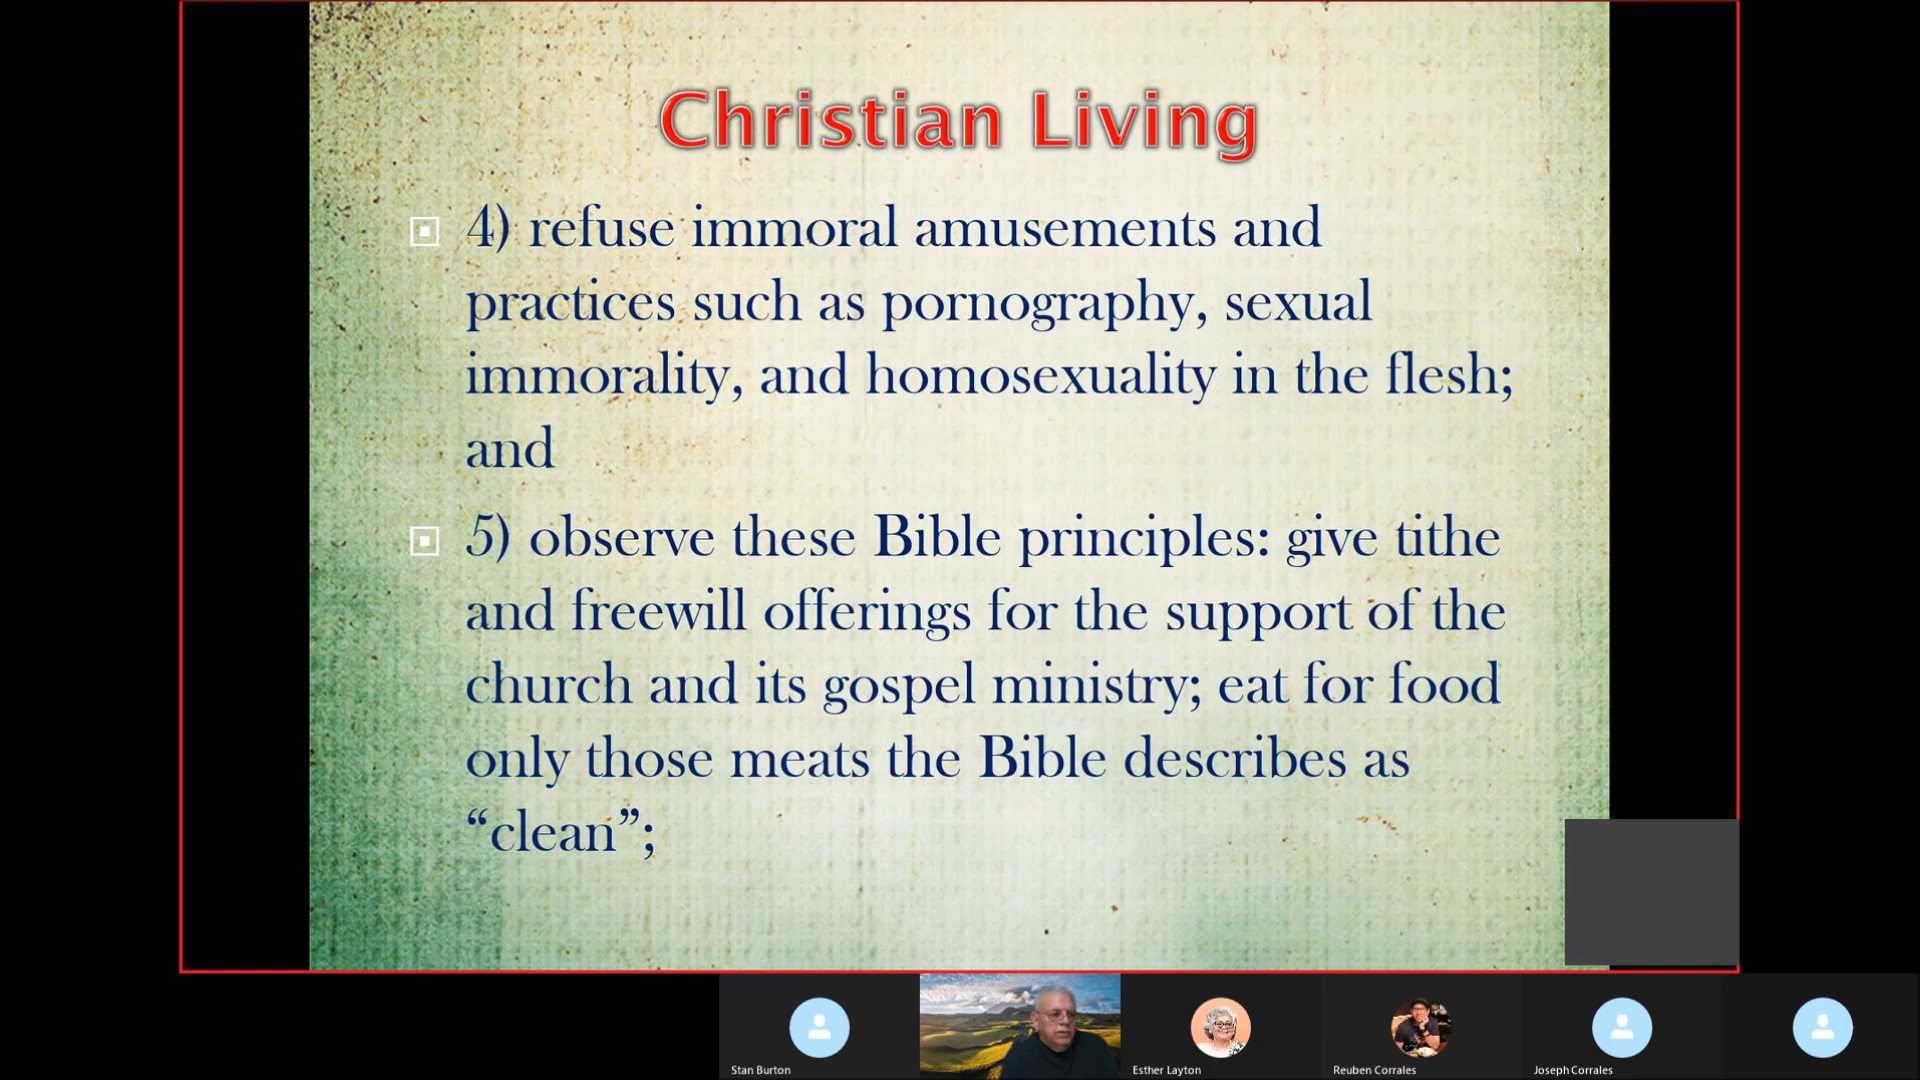 Christian Living
4) refuse immoral amusements and
practices such as pornography, sexual
immorality, and homosexuality in the flesh;
and
5) observe these Bible principles: give tithe
and freewill offerings for the support of the
church and its gospel ministry; eat for food
only those meats the Bible describes as
“clean”;
Stan Burton
Esther Layton
Reuben Corrales
Joseph Corrales